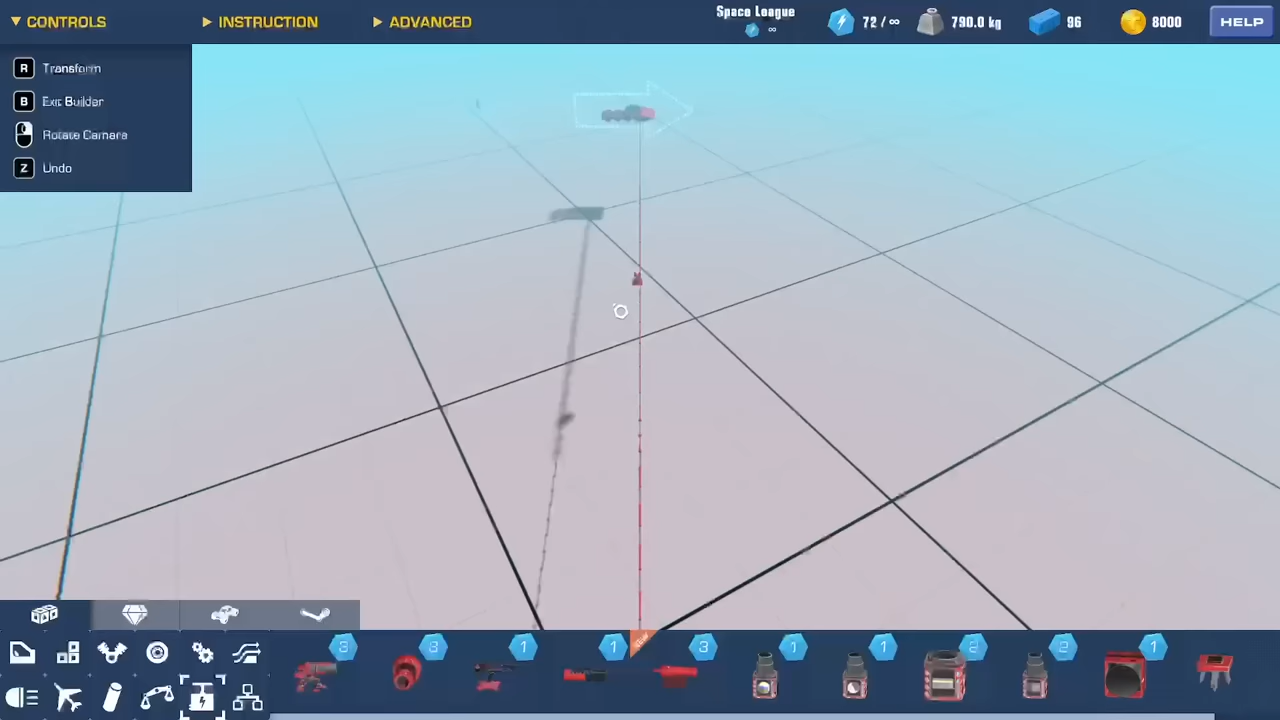 CONTROLS
INSTRUCTION
ADVANCED
Space League
∞
72 / ∞
790.0 kg
96
8000
HELP
R Transform
B Exit Builder
Rotate Camera
Z Undo
3
3
1
1
NEW
3
1
1
2
2
1